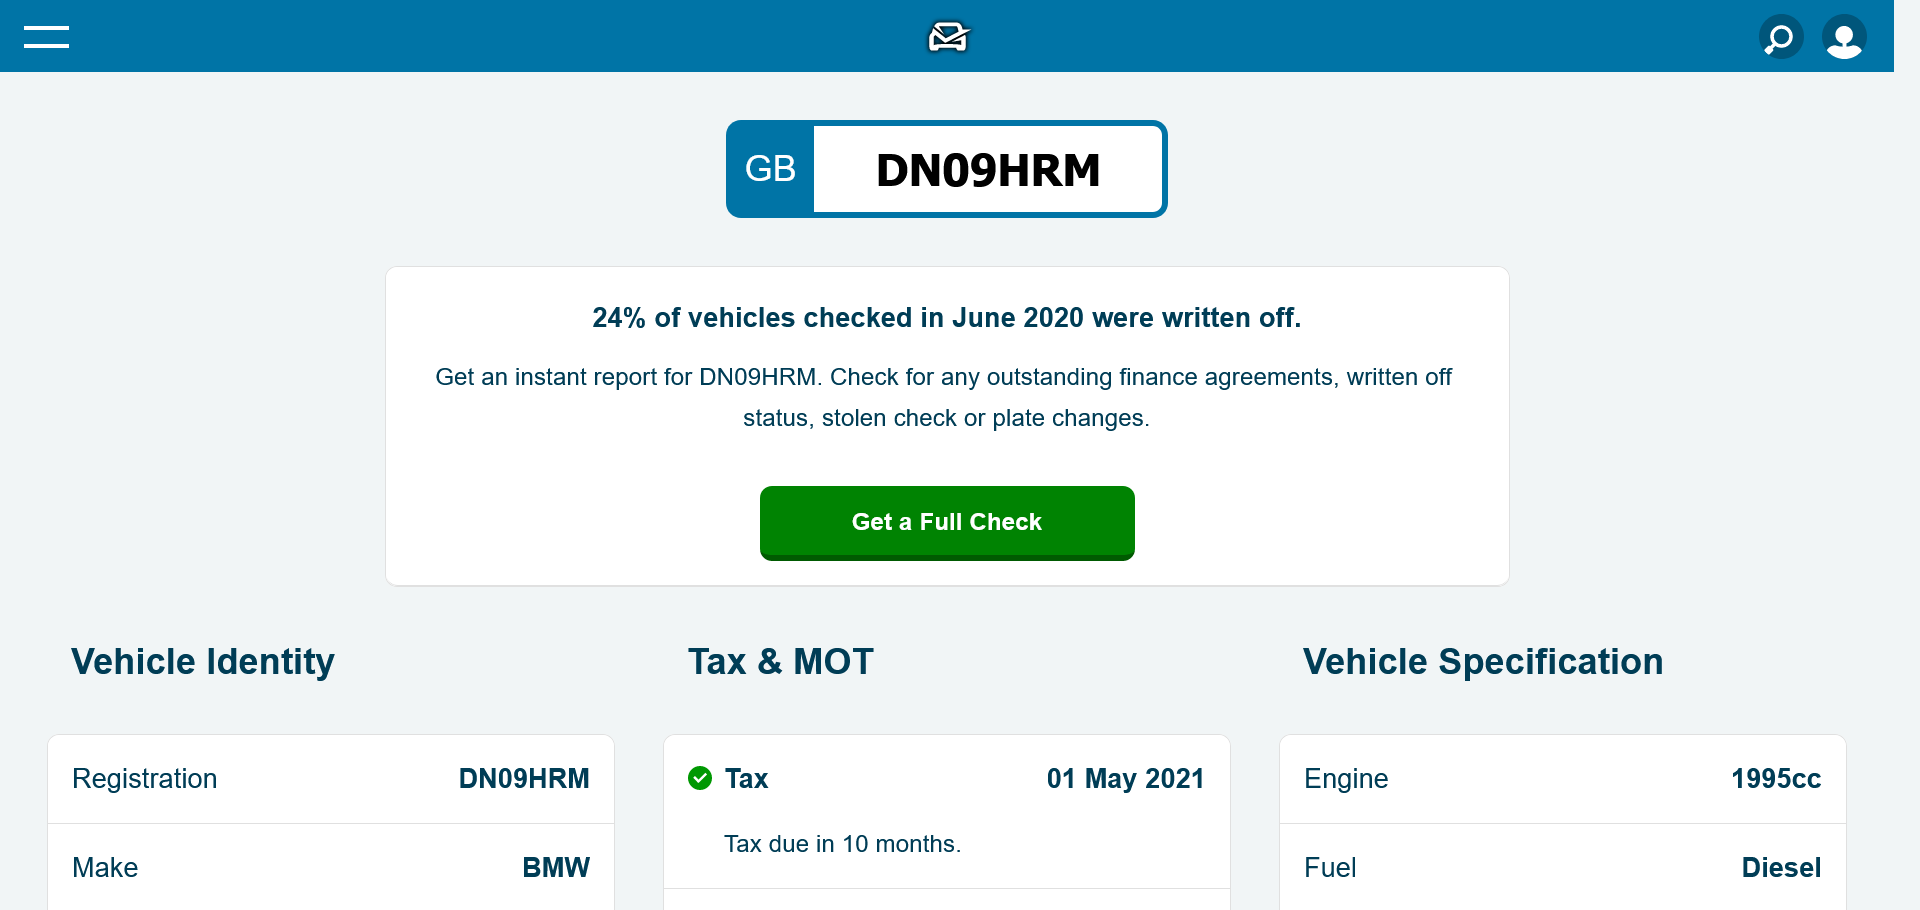 GB
DN09HRM
24% of vehicles checked in June 2020 were written off.
Get an instant report for DN09HRM. Check for any outstanding finance agreements, written off
status, stolen check or plate changes.
Get a Full Check
Vehicle Identity
Registration DN09HRM
Make BMW
Tax & MOT
Tax 01 May 2021
Tax due in 10 months.
Vehicle Specification
Engine 1995cc
Fuel Diesel